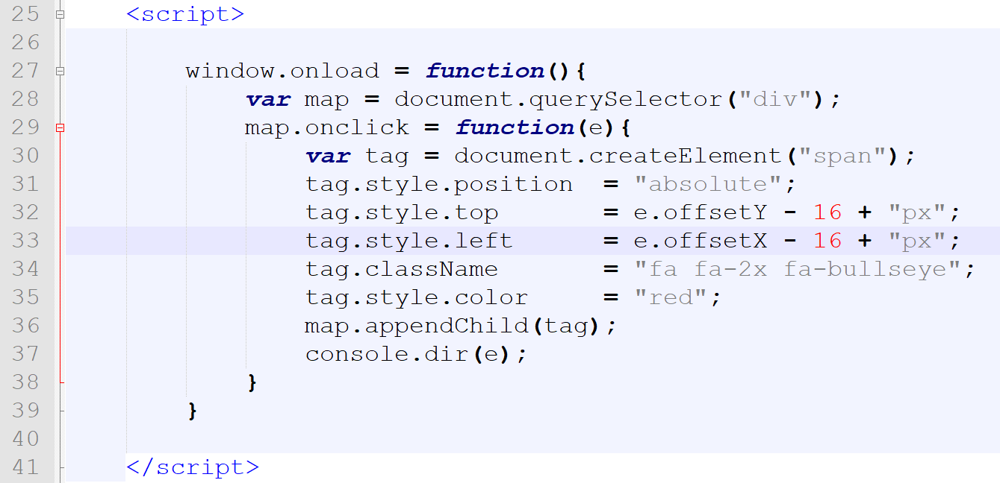 25 <script>
26
27 window.onload = function(){
28 var map = document.querySelector("div");
29 map.onclick = function(e){
30 var tag = document.createElement("span");
31 tag.style.position = "absolute";
32 tag.style.top = e.offsetY - 16 + "px";
33 tag.style.left = e.offsetX - 16 + "px";
34 tag.className = "fa fa-2x fa-bullseye";
35 tag.style.color = "red";
36 map.appendChild(tag);
37 console.dir(e);
38 }
39 }
40
41 </script>